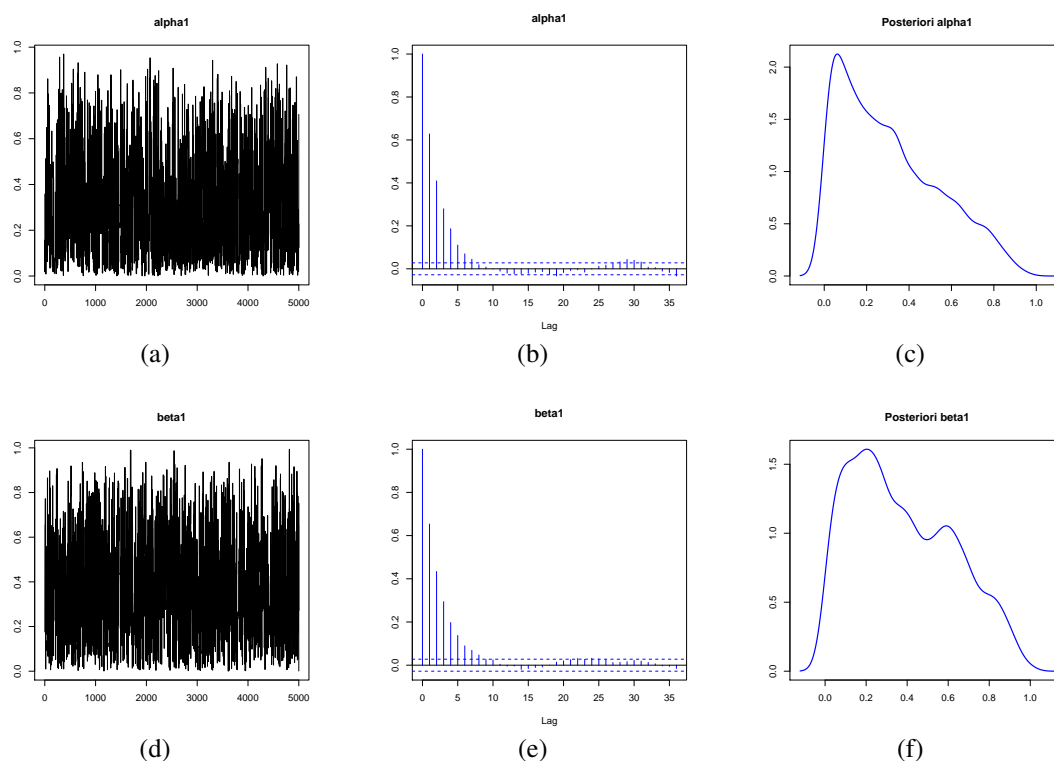 alpha1
0.0 0.2 0.4 0.6 0.8 1.0
0 1000 2000 3000 4000 5000
(a)
alpha1
0.0 0.2 0.4 0.6 0.8 1.0
0 5 10 15 20 25 30 35
Lag
(b)
Posteriori alpha1
0.0 0.5 1.0 1.5 2.0
0.0 0.2 0.4 0.6 0.8 1.0
(c)
beta1
0.0 0.2 0.4 0.6 0.8 1.0
0 1000 2000 3000 4000 5000
(d)
beta1
0.0 0.2 0.4 0.6 0.8 1.0
0 5 10 15 20 25 30 35
Lag
(e)
Posteriori beta1
0.0 0.5 1.0 1.5
0.0 0.2 0.4 0.6 0.8 1.0
(f)